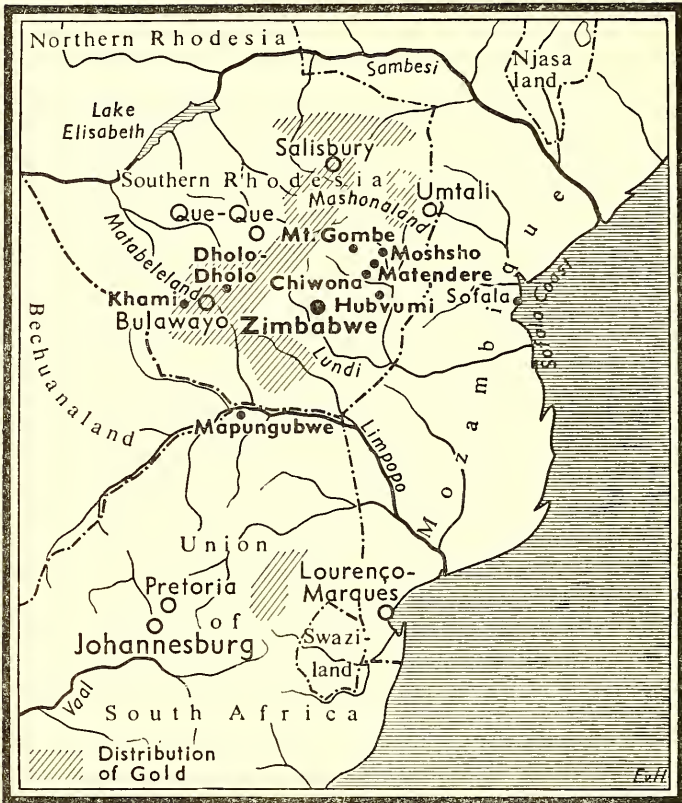 Northern Rhodesia
Sambesi
Njasa
land
Lake
Elisabeth
Salisbury
Southern Rhodesia
Mashonaland
Umtali
Que-Que
Matabeleland
Mt. Gombe
Moshsho
Dholo-
Dholo
Matendere
Chiwona
Khami
Hubvumi
Sofala
Sofala Coast
Bulawayo
Zimbabwe
Lundi
Bechuanaland
Mozambique
Mapungubwe
Limpopo
Union
of
South Africa
Pretoria
Johannesburg
Lourenço-
Marques
Swazi-
land
Vaal
Distribution
of Gold
E.v.H.